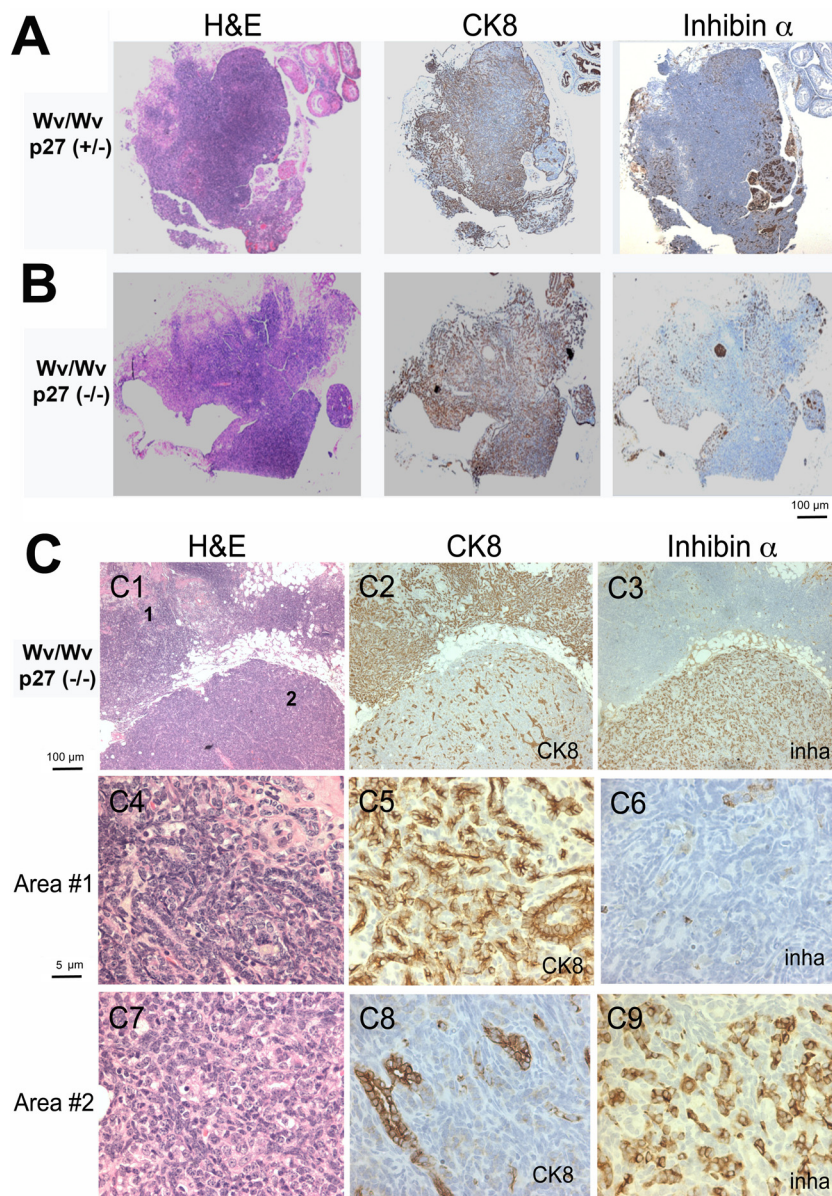 A
H&E
CK8
Inhibin α
Wv/Wv
p27 (+/-)
B
Wv/Wv
p27 (-/-)
100 µm
C
H&E
CK8
Inhibin α
Wv/Wv
p27 (-/-)
C1
1
2
C2
CK8
C3
inha
100 µm
Area #1
C4
C5
CK8
C6
inha
5 µm
Area #2
C7
C8
CK8
C9
inha